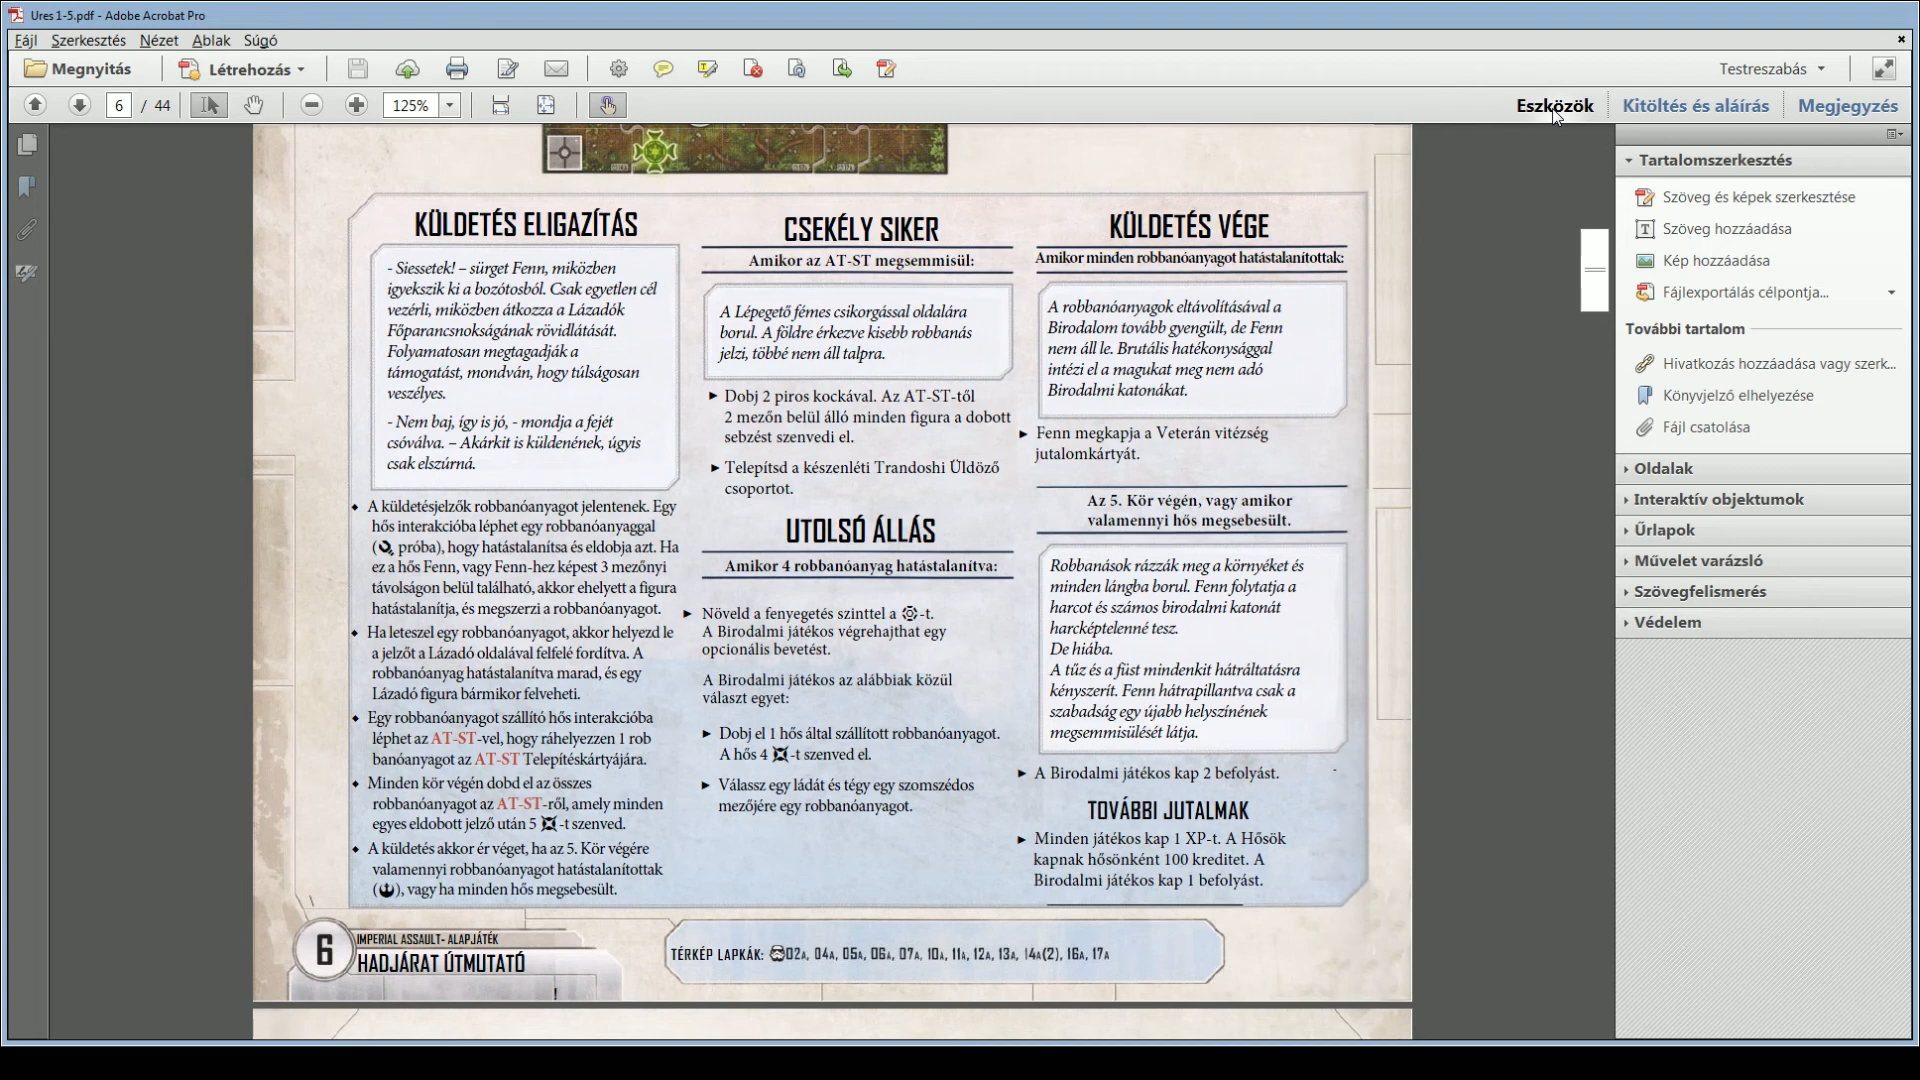 Ures 1-5.pdf - Adobe Acrobat Pro
Fájl Szerkesztés Nézet Ablak Súgó
Megnyitás Létrehozás Testreszabás
6 / 44 125% Eszközök Kitöltés és aláírás Megjegyzés
KÜLDETÉS ELIGAZÍTÁS
- Siessetek! – sürget Fenn, miközben
igyekszik ki a bozótosból. Csak egyetlen cél
vezérli, miközben átkozza a Lázadók
Főparancsnokságának rövidlátását.
Folyamatosan megtagadják a
támogatást, mondván, hogy túlságosan
veszélyes.
- Nem baj, így is jó, - mondja a fejét
csóválva. – Akárkit is küldenének, úgyis
csak elszúrná.
A küldetésjelzők robbanóanyagot jelentenek. Egy
hős interakcióba léphet egy robbanóanyaggal
( próba), hogy hatástalanítsa és eldobja azt. Ha
ez a hős Fenn, vagy Fenn-hez képest 3 mezőnyi
távolságon belül található, akkor ehelyett a figura
hatástalanítja, és megszerzi a robbanóanyagot.
Ha leteszel egy robbanóanyagot, akkor helyezd le
a jelzőt a Lázadó oldalával felfelé fordítva. A
robbanóanyag hatástalanítva marad, és egy
Lázadó figura bármikor felveheti.
Egy robbanóanyagot szállító hős interakcióba
léphet az AT-ST-vel, hogy ráhelyezzen 1 rob
banóanyagot az AT-ST Telepítéskártyájára.
Minden kör végén dobd el az összes
robbanóanyagot az AT-ST-ről, amely minden
egyes eldobott jelző után 5 -t szenved.
A küldetés akkor ér véget, ha az 5. Kör végére
valamennyi robbanóanyagot hatástalanítottak
( ), vagy ha minden hős megsebesült.
CSEKÉLY SIKER
Amikor az AT-ST megsemmisül:
A Lépegető fémes csikorgással oldalára
borul. A földre érkezve kisebb robbanás
jelzi, többé nem áll talpra.
Dobj 2 piros kockával. Az AT-ST-től
2 mezőn belül álló minden figura a dobott
sebzést szenvedi el.
Telepítsd a készenléti Trandoshi Üldöző
csoportot.
UTOLSÓ ÁLLÁS
Amikor 4 robbanóanyag hatástalanítva:
Növeld a fenyegetés szinttel a -t.
A Birodalmi játékos végrehajthat egy
opcionális bevetést.
A Birodalmi játékos az alábbiak közül
választ egyet:
Dobj el 1 hős által szállított robbanóanyagot.
A hős 4 -t szenved el.
Válassz egy ládát és tégy egy szomszédos
mezőjére egy robbanóanyagot.
KÜLDETÉS VÉGE
Amikor minden robbanóanyagot hatástalanítottak:
A robbanóanyagok eltávolításával a
Birodalom tovább gyengült, de Fenn
nem áll le. Brutális hatékonysággal
intézi el a magukat meg nem adó
Birodalmi katonákat.
Fenn megkapja a Veterán vitézség
jutalomkártyát.
Az 5. Kör végén, vagy amikor
valamennyi hős megsebesült.
Robbanások rázzák meg a környéket és
minden lángba borul. Fenn folytatja a
harcot és számos birodalmi katonát
harcképtelenné tesz.
De hiába.
A tűz és a füst mindenkit hátráltatásra
kényszerít. Fenn hátrapillantva csak a
szabadság egy újabb helyszínének
megsemmisülését látja.
A Birodalmi játékos kap 2 befolyást.
TOVÁBBI JUTALMAK
Minden játékos kap 1 XP-t. A Hősök
kapnak hősönként 100 kreditet. A
Birodalmi játékos kap 1 befolyást.
6
IMPERIAL ASSAULT- ALAPJÁTÉK
HADJÁRAT ÚTMUTATÓ
TÉRKÉP LAPKÁK: 02A, 04A, 05A, 06A, 07A, 10A, 11A, 12A, 13A, 14A(2), 16A, 17A
Tartalomszerkesztés
Szöveg és képek szerkesztése
Szöveg hozzáadása
Kép hozzáadása
Fájlexportálás célpontja...
További tartalom
Hivatkozás hozzáadása vagy szerk...
Könyvjelző elhelyezése
Fájl csatolása
Oldalak
Interaktív objektumok
Űrlapok
Művelet varázsló
Szövegfelismerés
Védelem